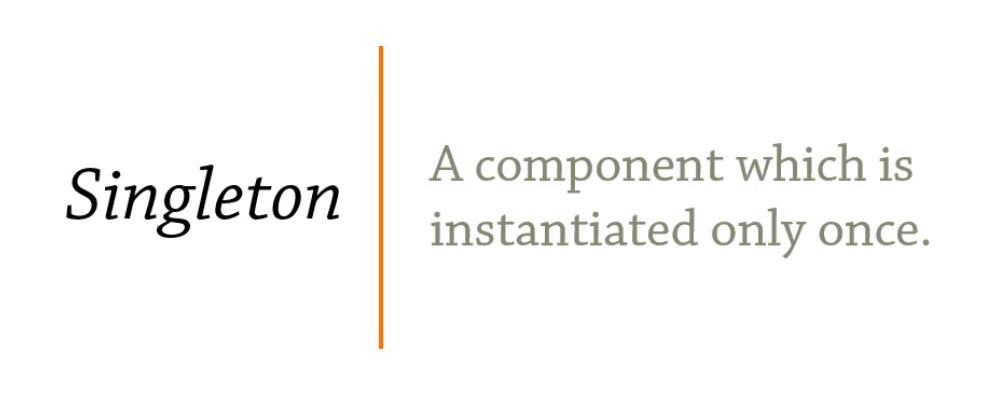 Singleton
A component which is
instantiated only once.